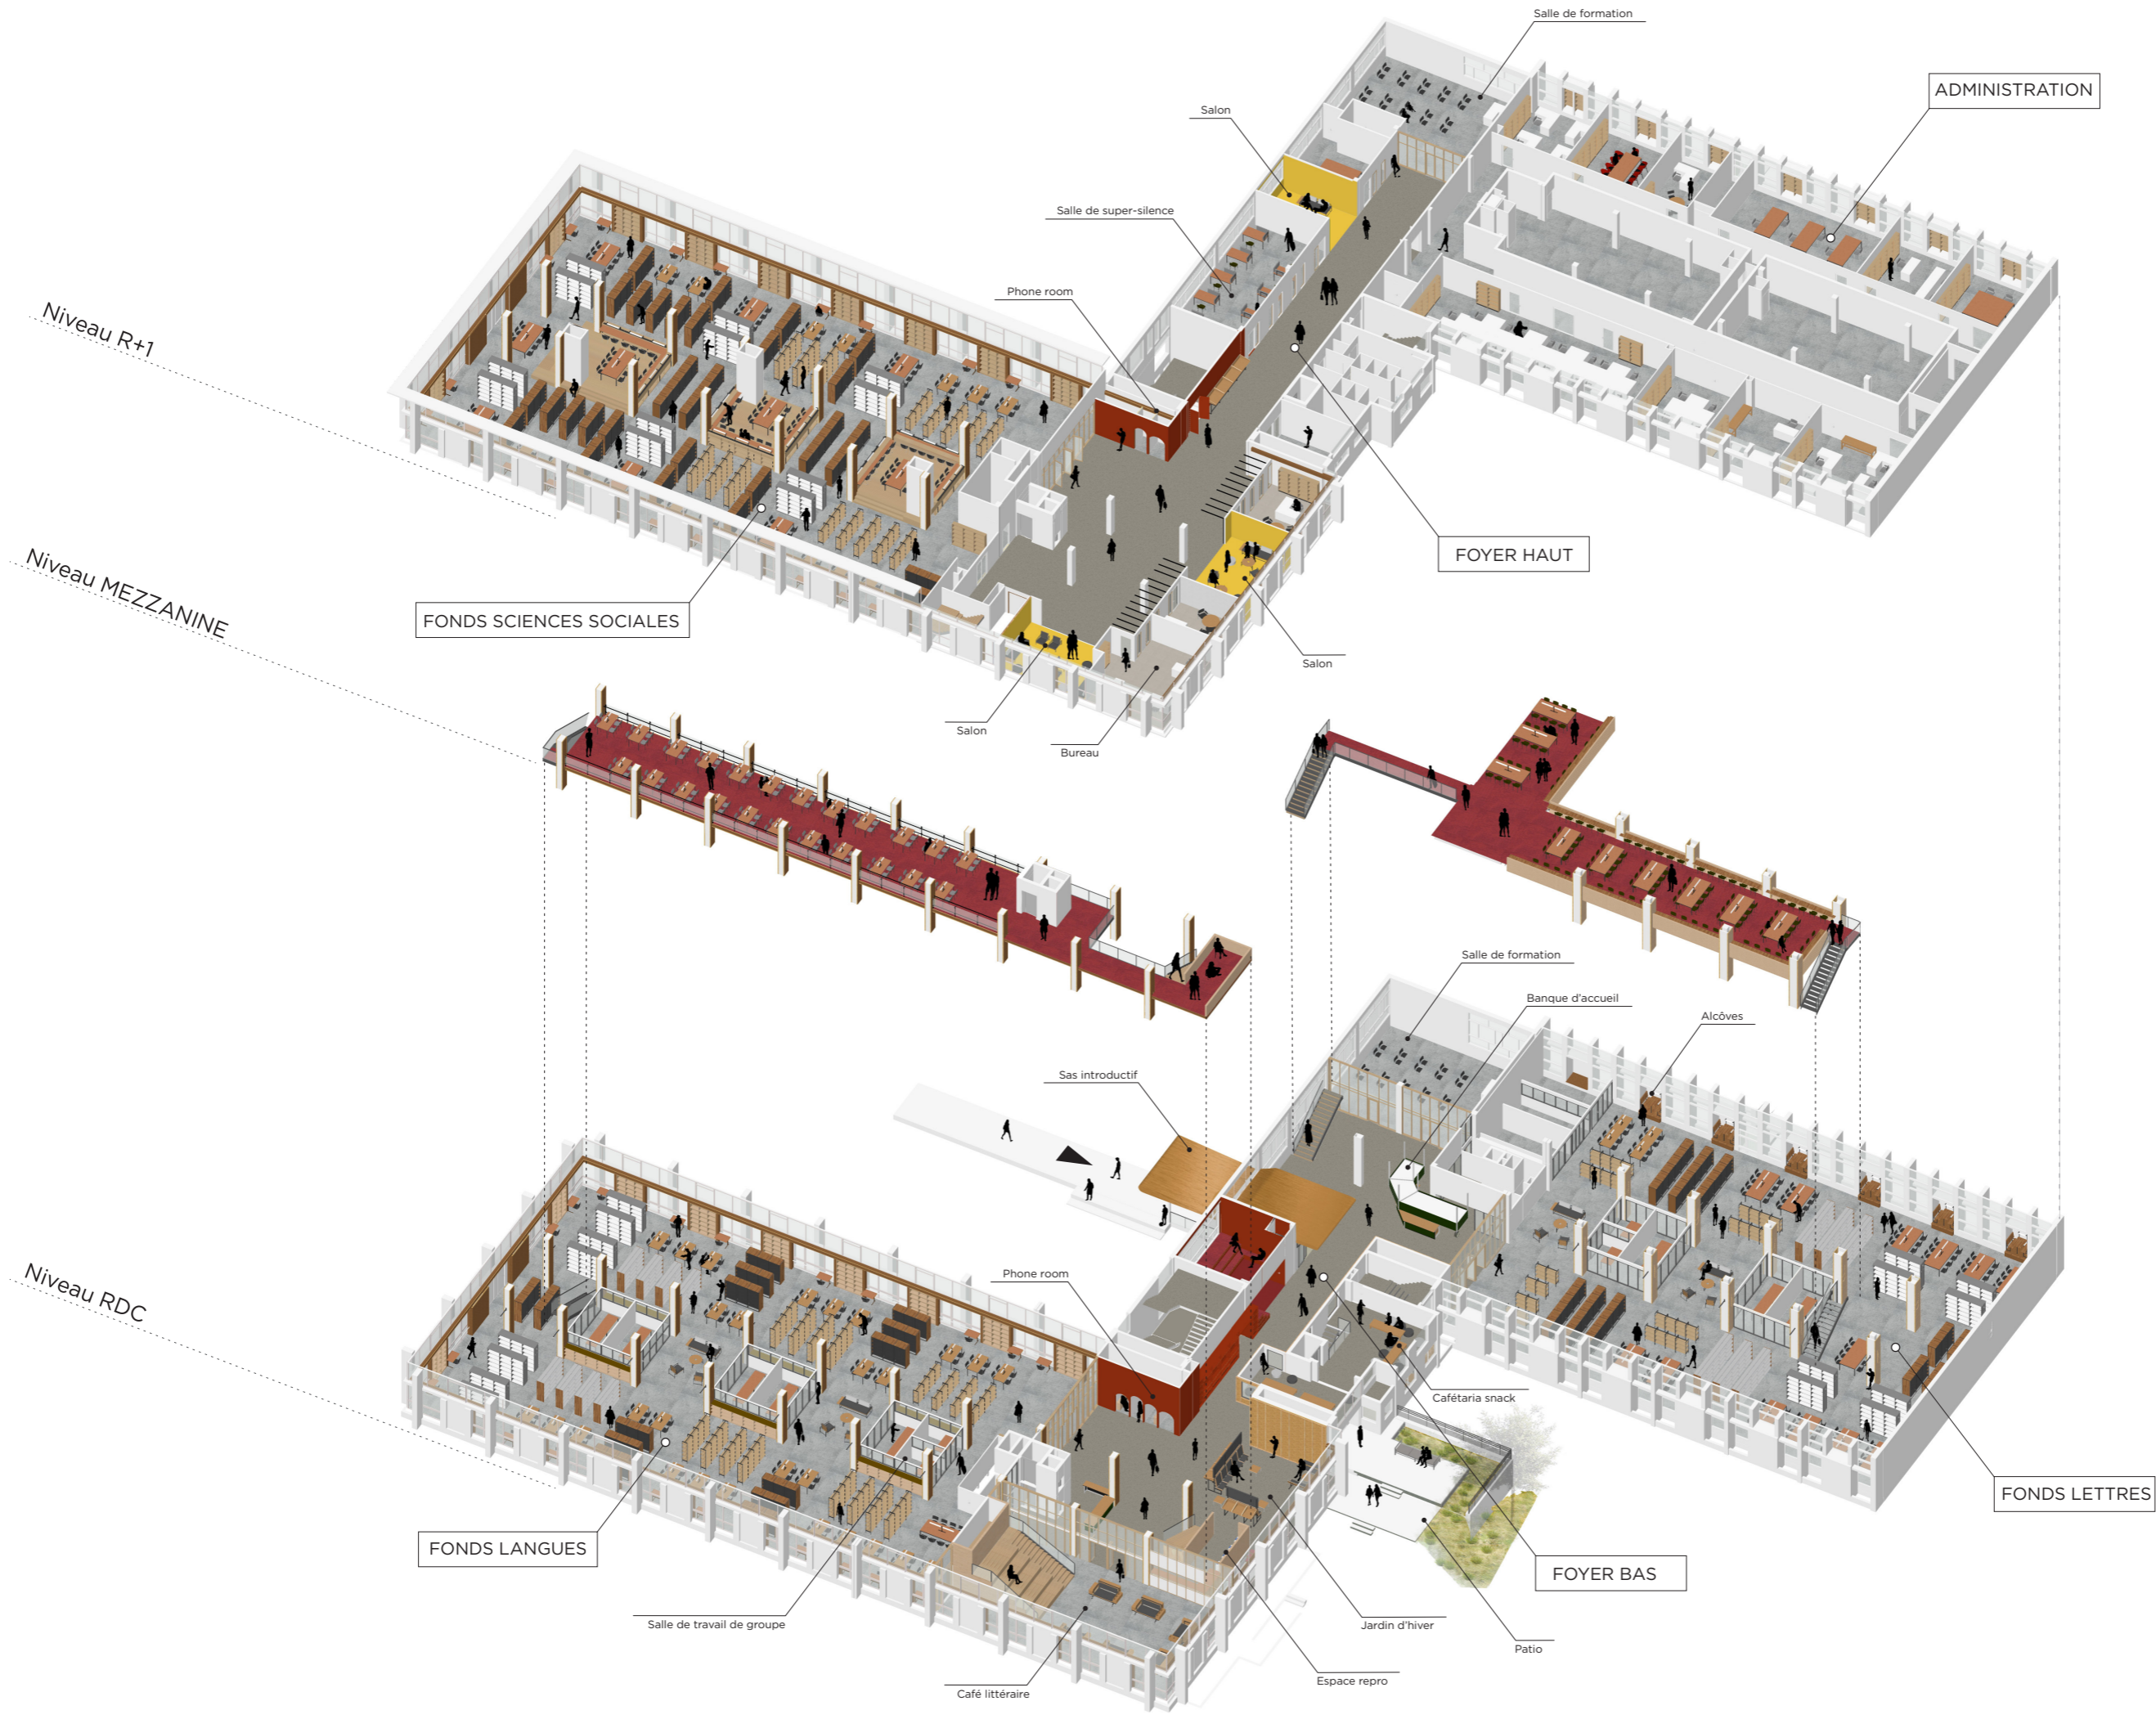 Salle de formation
ADMINISTRATION
Salon
Salle de super-silence
Phone room
Niveau R+1
FOYER HAUT
Niveau MEZZANINE
FONDS SCIENCES SOCIALES
Salon
Salon
Bureau
Salle de formation
Banque d'accueil
Alcôves
Sas introductif
Phone room
Niveau RDC
Cafétaria snack
FONDS LETTRES
FONDS LANGUES
FOYER BAS
Salle de travail de groupe
Jardin d'hiver
Patio
Espace repro
Café littéraire